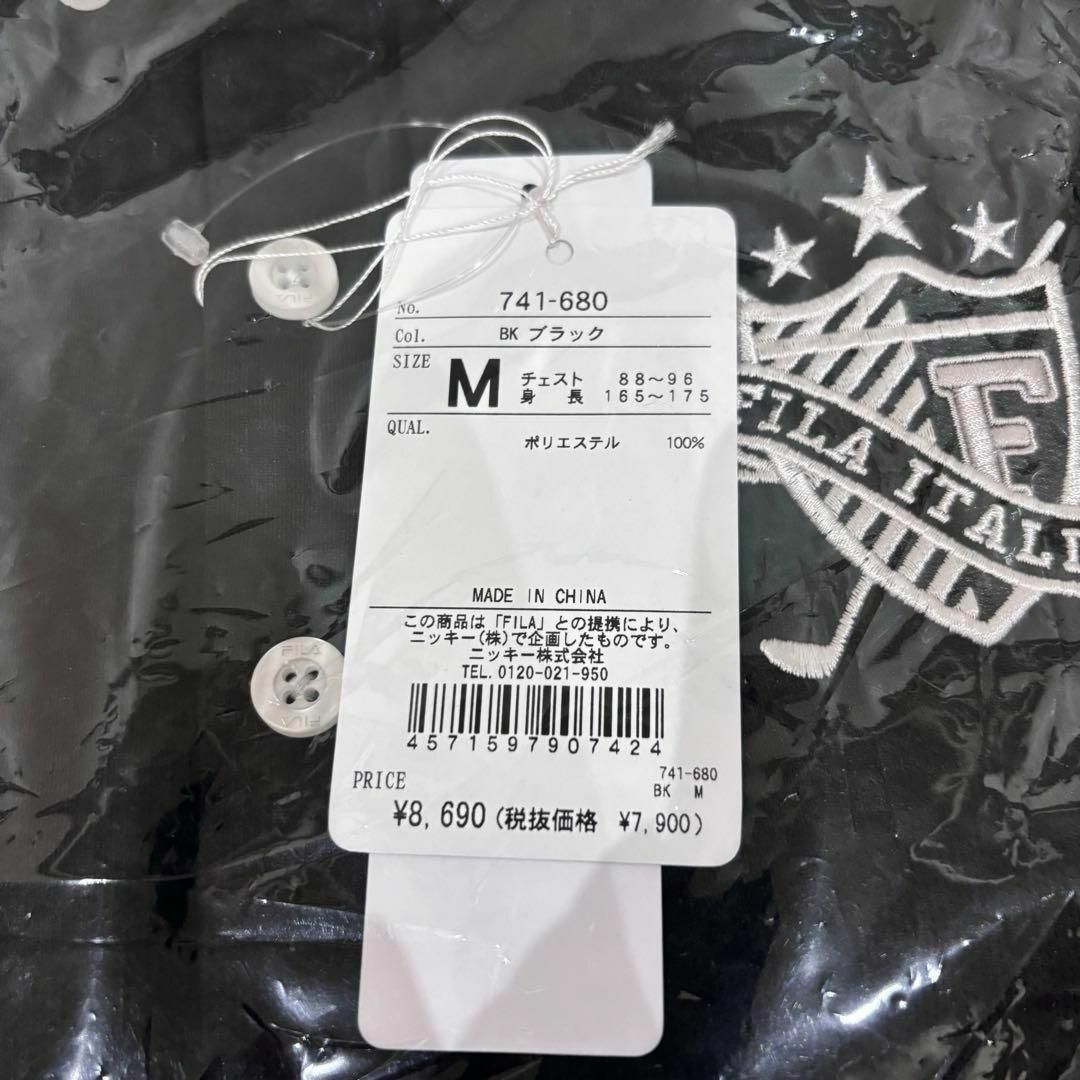 No. 741-680
Col. BK ブラック
SIZE M チェスト 88～96
身長 165～175
QUAL.
ポリエステル 100%
MADE IN CHINA
この商品は「FILA」との提携により、
ニッキー(株)で企画したものです。
ニッキー株式会社
TEL. 0120-021-950
4571597907424
741-680
PRICE BK M
¥8,690 (税抜価格 ¥7,900)
F
FILA ITALI
FILA
FILA
FILA